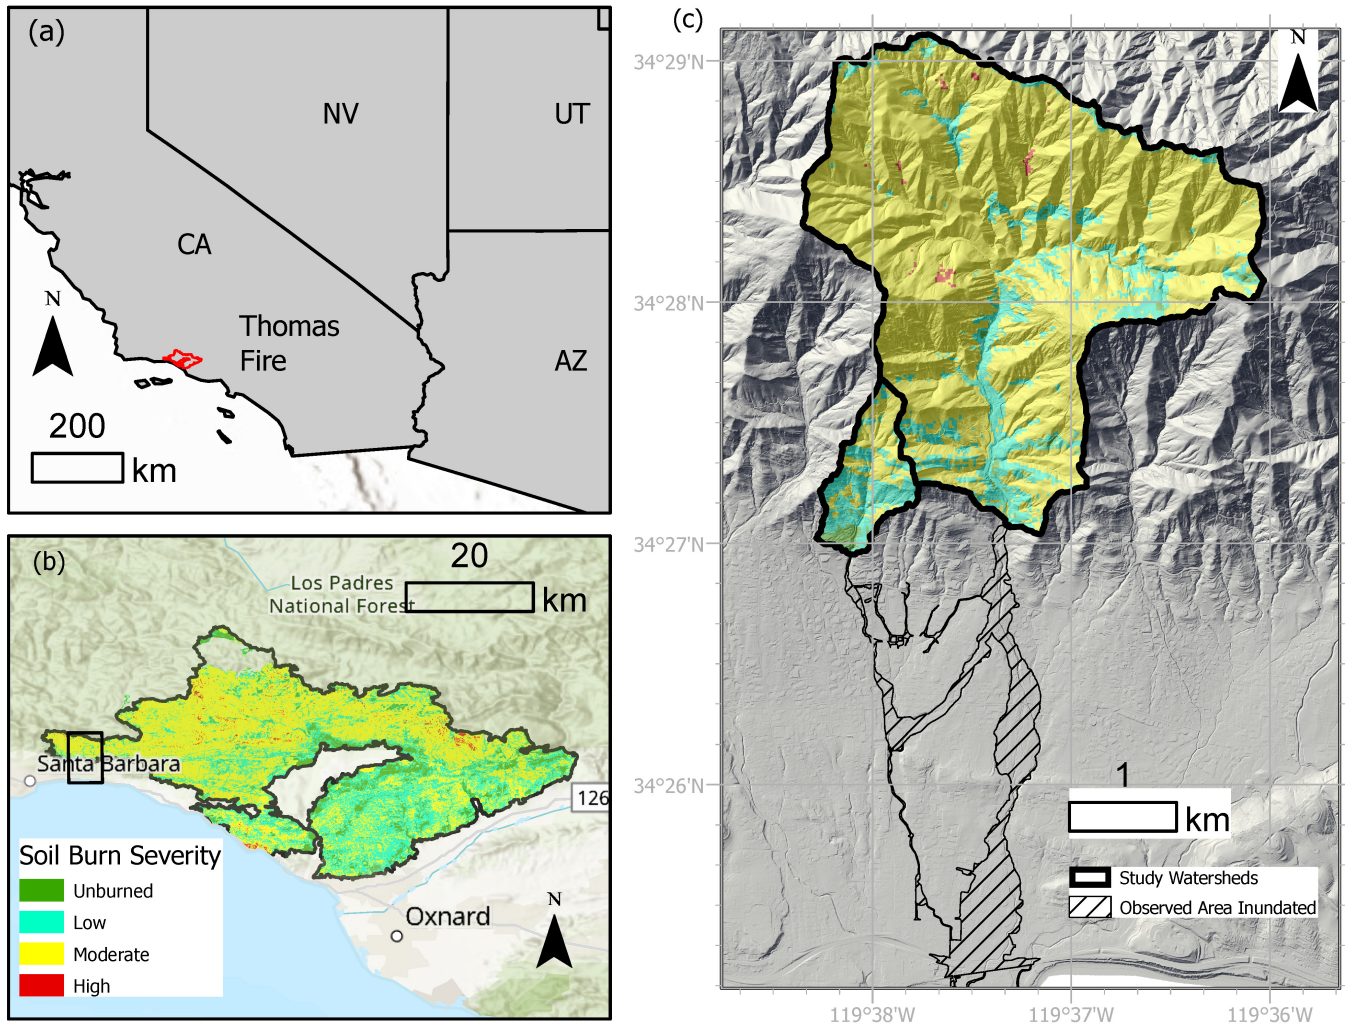 (a)
NV
UT
CA
N
Thomas
Fire
AZ
200
km
(b)
20
km
Los Padres
National Forest
Santa Barbara
126
Soil Burn Severity
Unburned
Low
Moderate
High
Oxnard
N
(c)
N
34°29'N
34°28'N
34°27'N
34°26'N
1
km
Study Watersheds
Observed Area Inundated
119°38'W
119°37'W
119°36'W